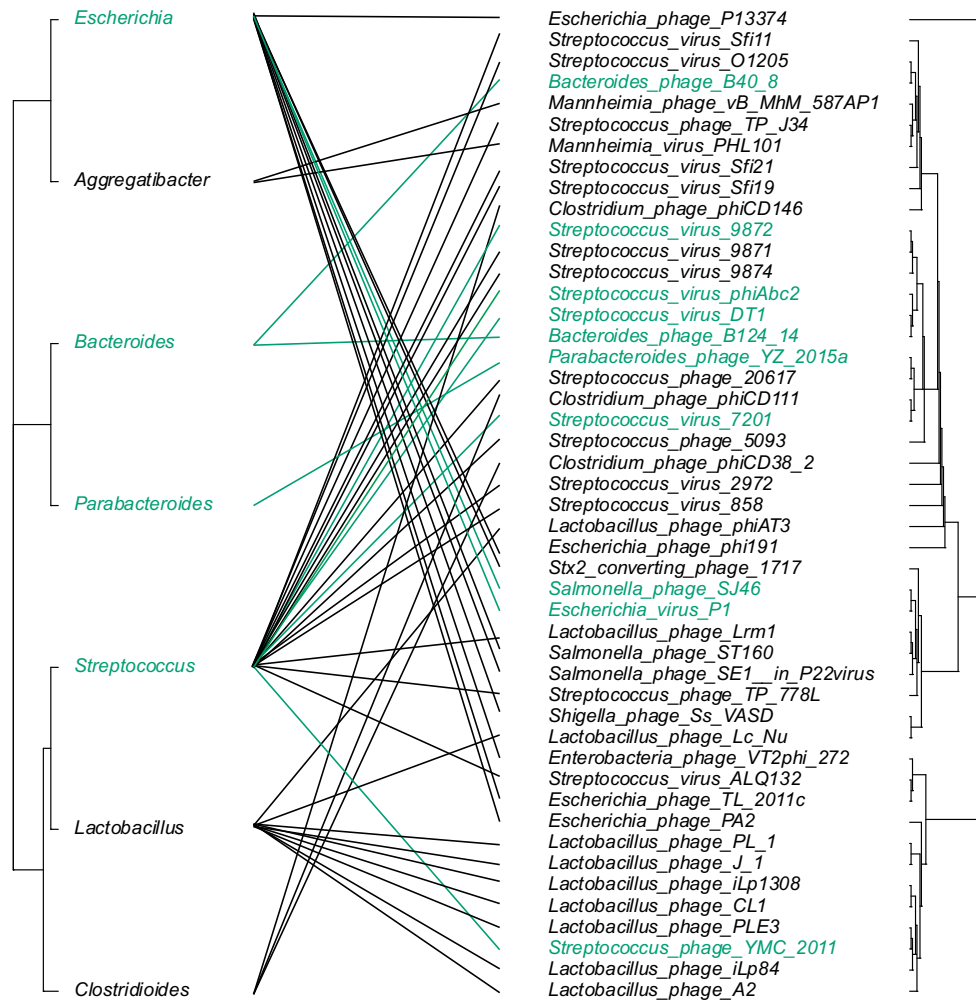 Escherichia
Aggregatibacter
Bacteroides
Parabacteroides
Streptococcus
Lactobacillus
Clostridioides
Escherichia_phage_P13374
Streptococcus_virus_Sfi11
Streptococcus_virus_O1205
Bacteroides_phage_B40_8
Mannheimia_phage_vB_MhM_587AP1
Streptococcus_phage_TP_J34
Mannheimia_virus_PHL101
Streptococcus_virus_Sfi21
Streptococcus_virus_Sfi19
Clostridium_phage_phiCD146
Streptococcus_virus_9872
Streptococcus_virus_9871
Streptococcus_virus_9874
Streptococcus_virus_phiAbc2
Streptococcus_virus_DT1
Bacteroides_phage_B124_14
Parabacteroides_phage_YZ_2015a
Streptococcus_phage_20617
Clostridium_phage_phiCD111
Streptococcus_virus_7201
Streptococcus_phage_5093
Clostridium_phage_phiCD38_2
Streptococcus_virus_2972
Streptococcus_virus_858
Lactobacillus_phage_phiAT3
Escherichia_phage_phi191
Stx2_converting_phage_1717
Salmonella_phage_SJ46
Escherichia_virus_P1
Lactobacillus_phage_Lrm1
Salmonella_phage_ST160
Salmonella_phage_SE1__in_P22virus
Streptococcus_phage_TP_778L
Shigella_phage_Ss_VASD
Lactobacillus_phage_Lc_Nu
Enterobacteria_phage_VT2phi_272
Streptococcus_virus_ALQ132
Escherichia_phage_TL_2011c
Escherichia_phage_PA2
Lactobacillus_phage_PL_1
Lactobacillus_phage_J_1
Lactobacillus_phage_iLp1308
Lactobacillus_phage_CL1
Lactobacillus_phage_PLE3
Streptococcus_phage_YMC_2011
Lactobacillus_phage_iLp84
Lactobacillus_phage_A2